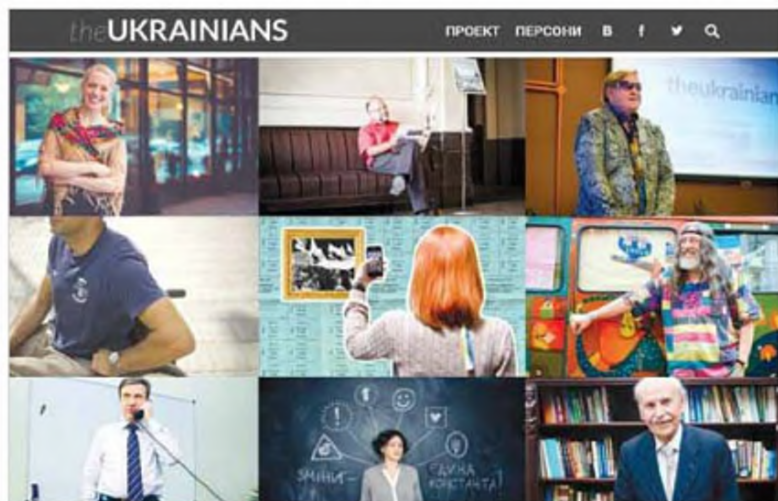 theUKRAINIANS
ПРОЕКТ ПЕРСОНИ B f
theukrainian
ЗМІНИ –
ЄДИНА
КОНСТАНТА!